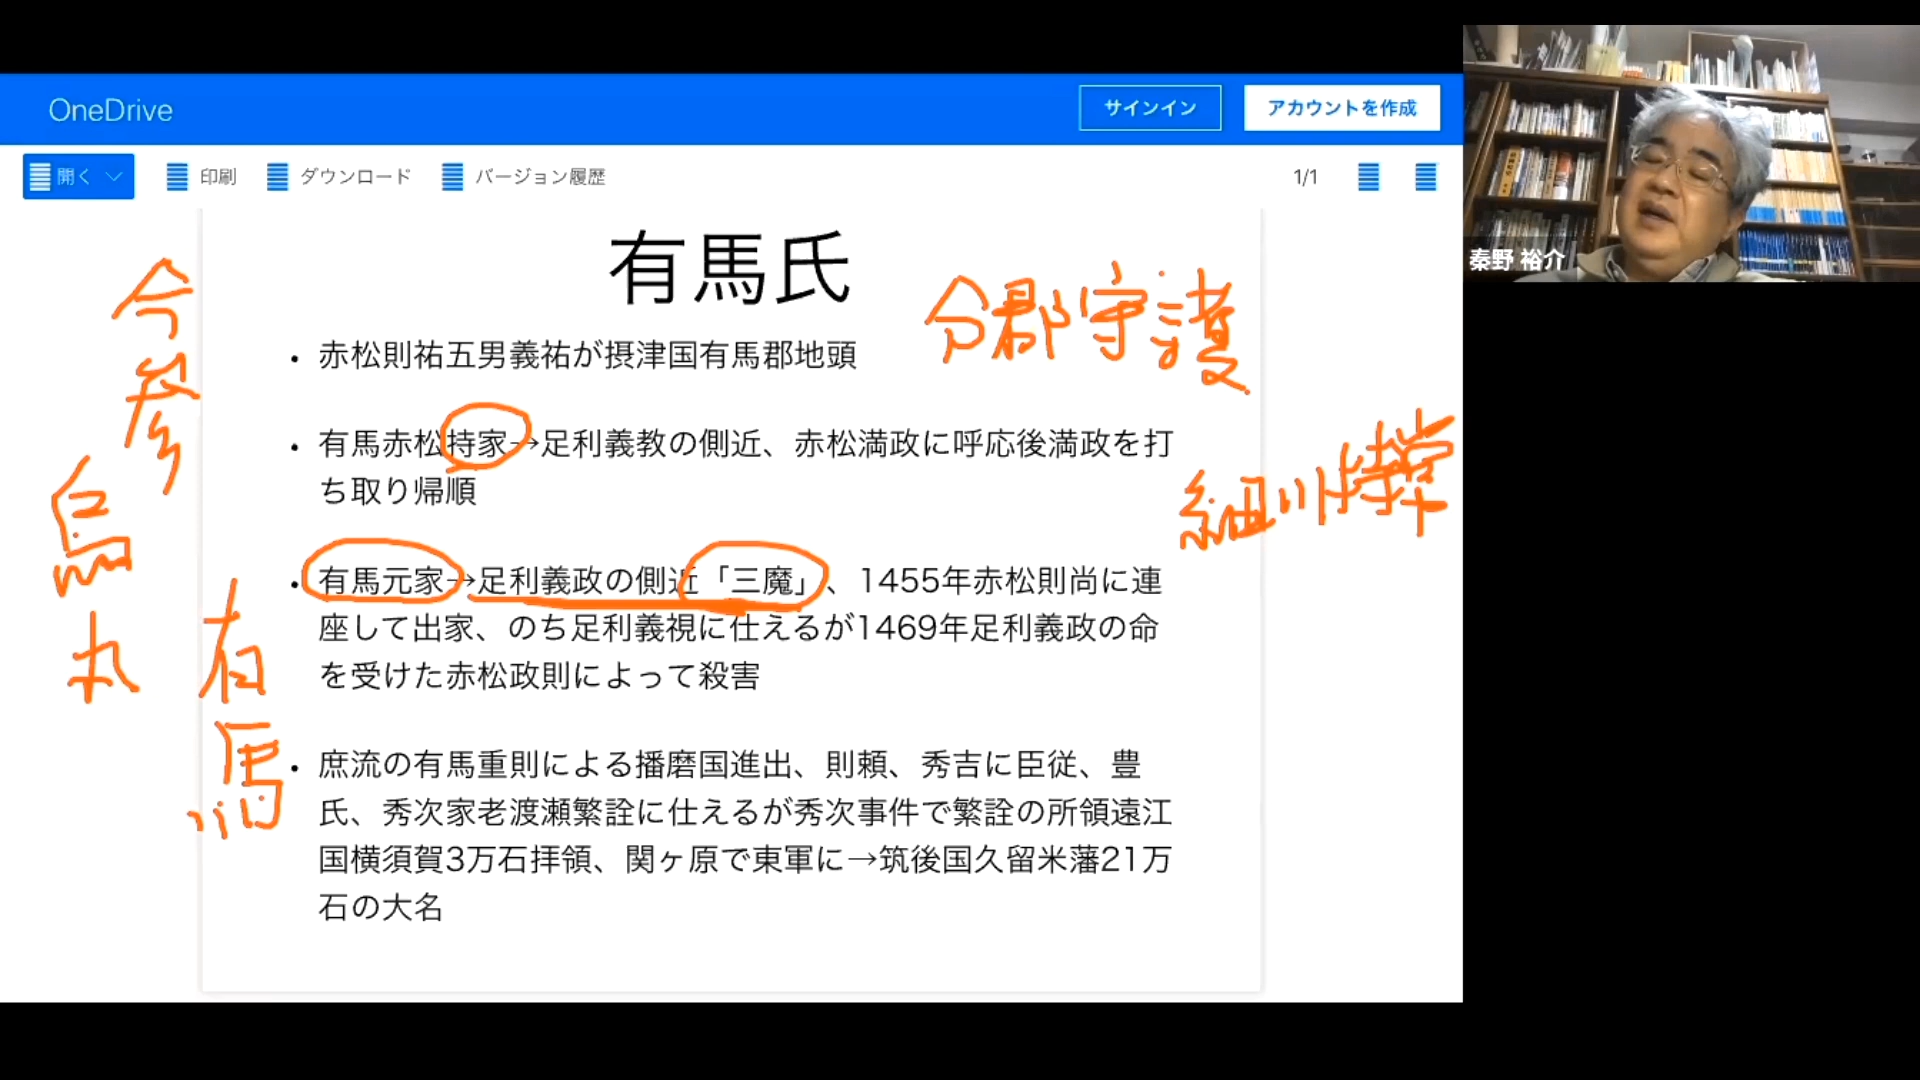 OneDrive
サインイン
アカウントを作成
開く
印刷
ダウンロード
バージョン履歴
1/1
秦野 裕介
有馬氏
分郡守護
・赤松則祐五男義祐が摂津国有馬郡地頭
・有馬赤松持家→足利義教の側近、赤松満政に呼応後満政を打
ち取り帰順
細川持常
・有馬元家→足利義政の側近「三魔」、1455年赤松則尚に連
座して出家、のち足利義視に仕えるが1469年足利義政の命
を受けた赤松政則によって殺害
・庶流の有馬重則による播磨国進出、則頼、秀吉に臣従、豊
氏、秀次家老渡瀬繁詮に仕えるが秀次事件で繁詮の所領遠江
国横須賀3万石拝領、関ヶ原で東軍に→筑後国久留米藩21万
石の大名
今参
烏丸
有馬